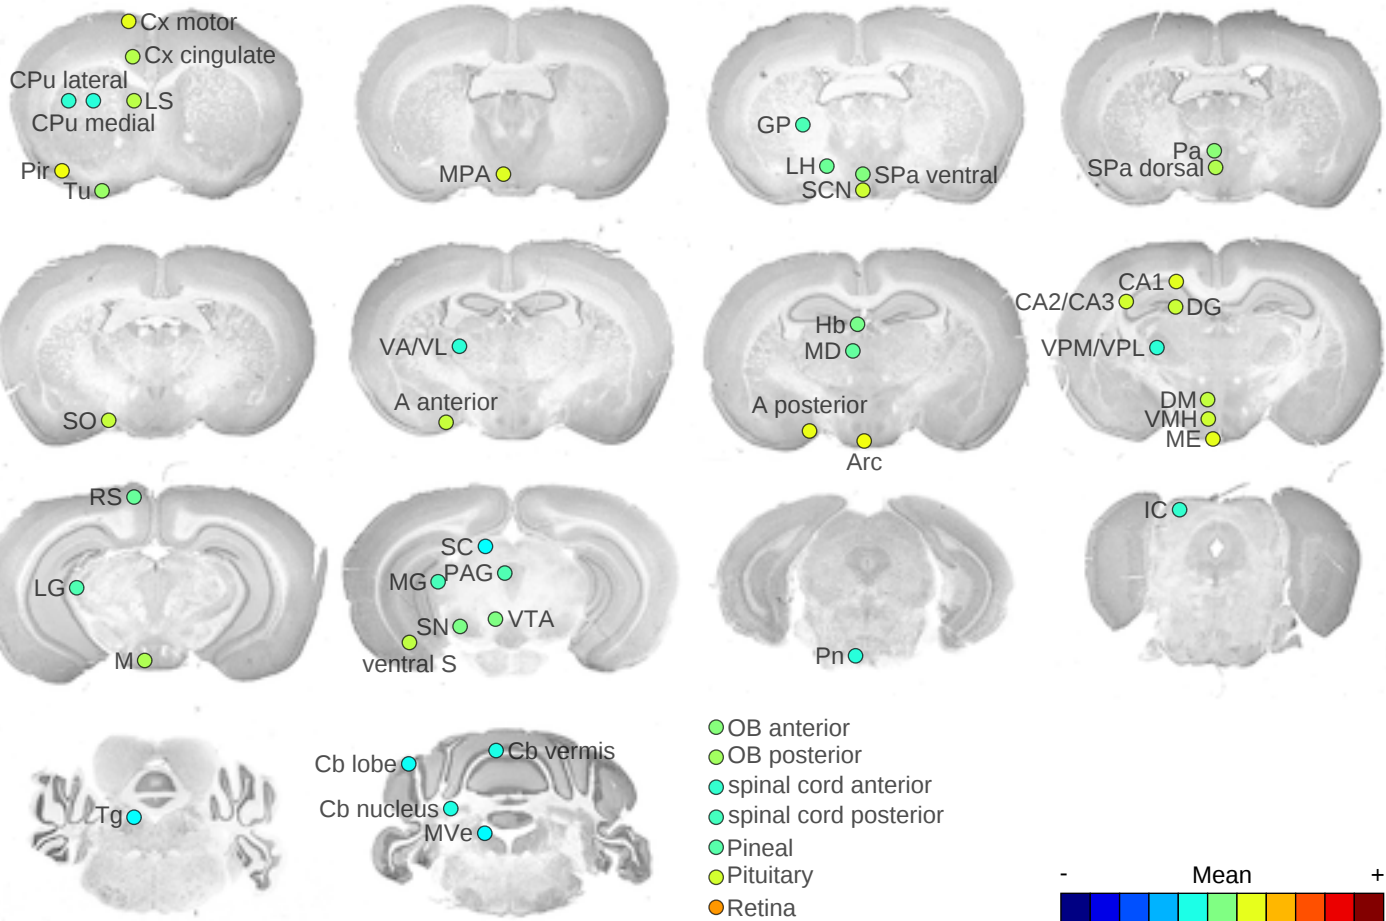 Cx motor
Cx cingulate
CPu lateral
LS
CPu medial
Pir
Tu
MPA
GP
LH
SPa ventral
SCN
Pa
SPa dorsal
SO
VA/VL
A anterior
Hb
MD
A posterior
Arc
CA1
CA2/CA3
DG
VPM/VPL
DM
VMH
ME
RS
LG
M
SC
MG
PAG
SN
VTA
ventral S
Pn
IC
Tg
Cb lobe
Cb vermis
Cb nucleus
MVe
OB anterior
OB posterior
spinal cord anterior
spinal cord posterior
Pineal
Pituitary
Retina
- Mean +